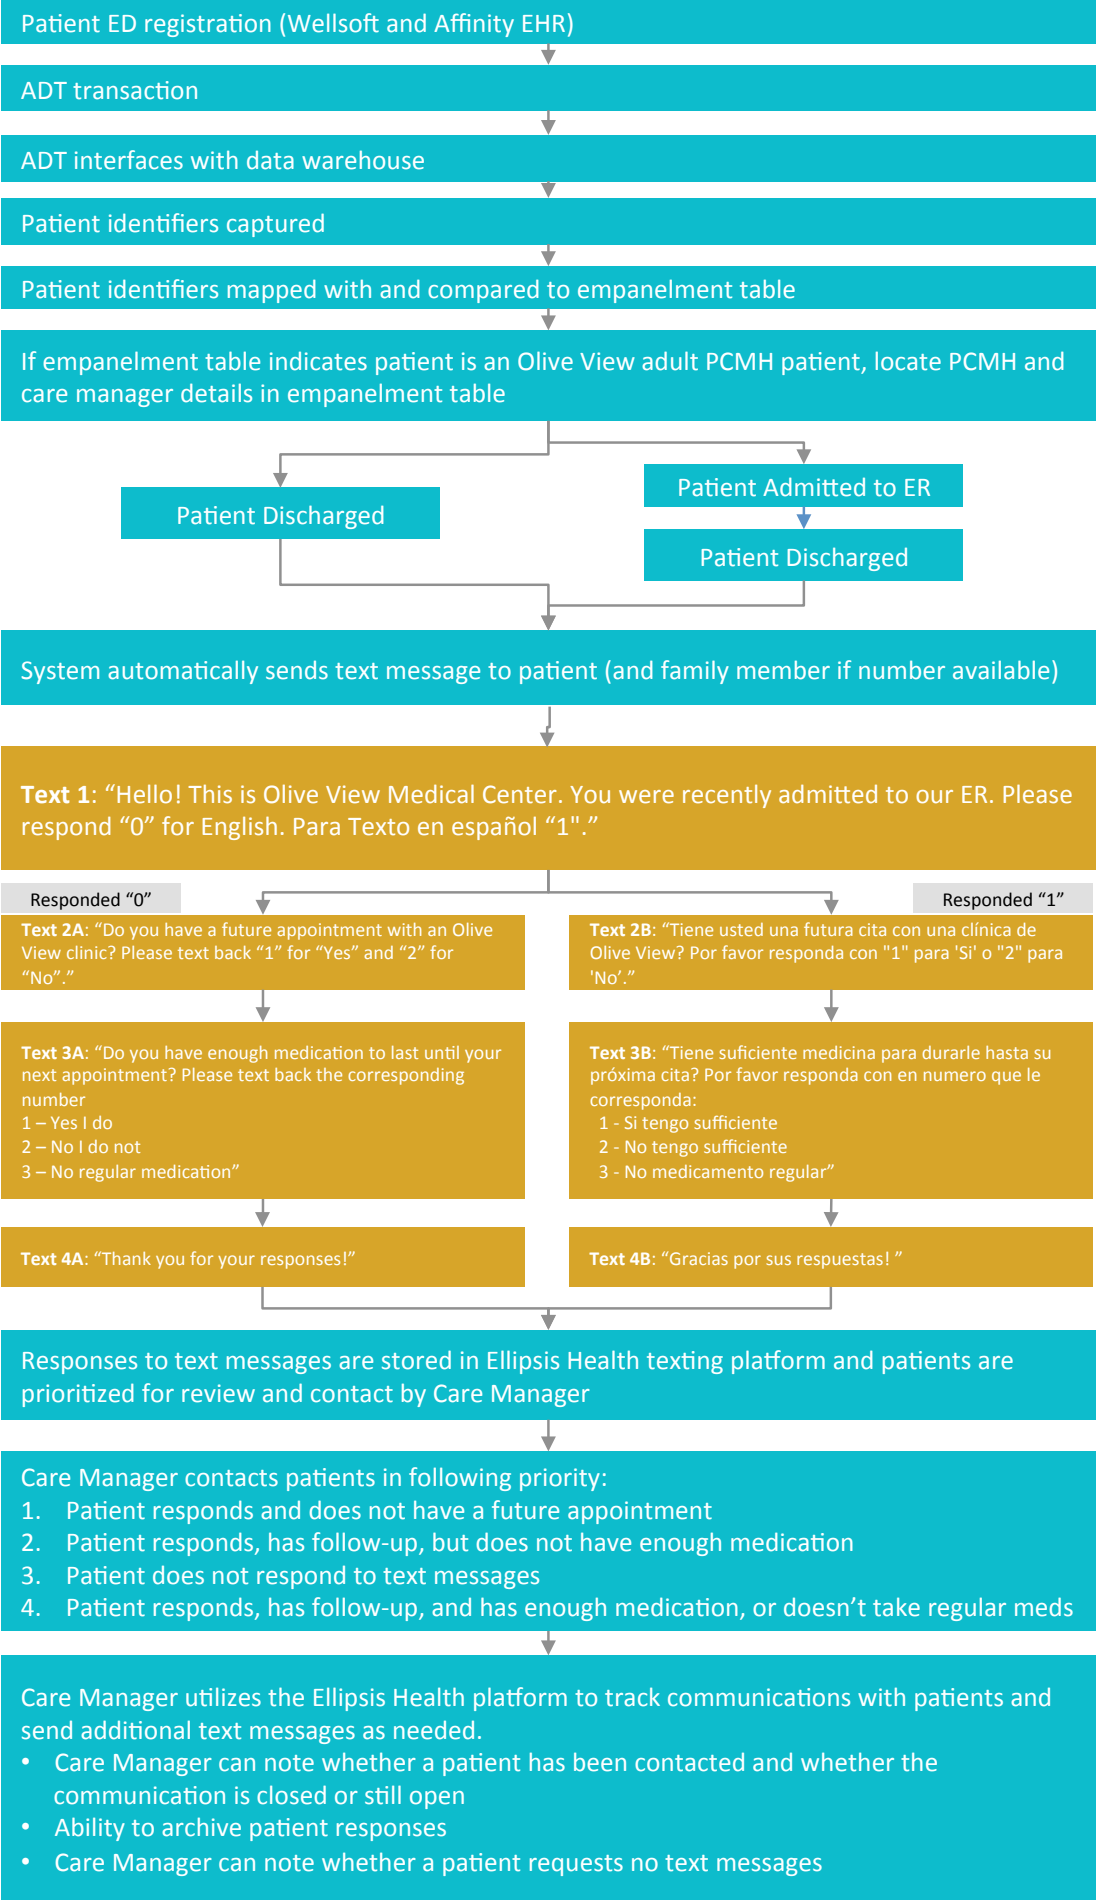 Patient ED registration (Wellsoft and Affinity EHR)
ADT transaction
ADT interfaces with data warehouse
Patient identifiers captured
Patient identifiers mapped with and compared to empanelment table
If empanelment table indicates patient is an Olive View adult PCMH patient, locate PCMH and
care manager details in empanelment table
Patient Discharged
Patient Admitted to ER
Patient Discharged
System automatically sends text message to patient (and family member if number available)
Text 1: “Hello! This is Olive View Medical Center. You were recently admitted to our ER. Please
respond “0” for English. Para Texto en español “1".”
Responded “0”
Text 2A: “Do you have a future appointment with an Olive
View clinic? Please text back “1” for “Yes” and “2” for
“No”.”
Text 3A: “Do you have enough medication to last until your
next appointment? Please text back the corresponding
number
1 – Yes I do
2 – No I do not
3 – No regular medication”
Text 4A: “Thank you for your responses!”
Responded “1”
Text 2B: “Tiene usted una futura cita con una clínica de
Olive View? Por favor responda con "1" para 'Si' o "2" para
'No’.”
Text 3B: “Tiene suficiente medicina para durarle hasta su
próxima cita? Por favor responda con en numero que le
corresponda:
1 - Si tengo sufficiente
2 - No tengo sufficiente
3 - No medicamento regular”
Text 4B: “Gracias por sus respuestas! ”
Responses to text messages are stored in Ellipsis Health texting platform and patients are
prioritized for review and contact by Care Manager
Care Manager contacts patients in following priority:
1. Patient responds and does not have a future appointment
2. Patient responds, has follow-up, but does not have enough medication
3. Patient does not respond to text messages
4. Patient responds, has follow-up, and has enough medication, or doesn’t take regular meds
Care Manager utilizes the Ellipsis Health platform to track communications with patients and
send additional text messages as needed.
• Care Manager can note whether a patient has been contacted and whether the
communication is closed or still open
• Ability to archive patient responses
• Care Manager can note whether a patient requests no text messages